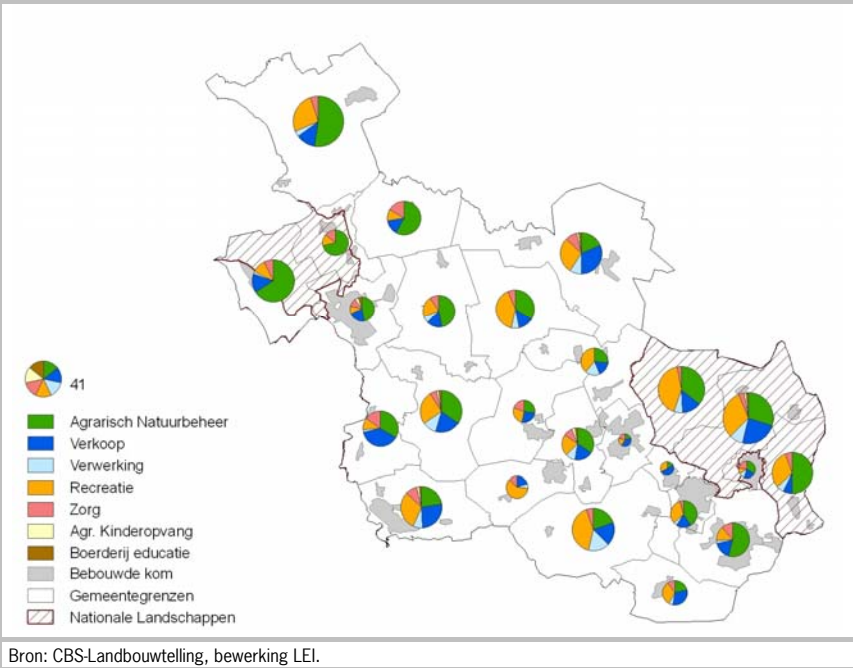 41
Agrarisch Natuurbeheer
Verkoop
Verwerking
Recreatie
Zorg
Agr. Kinderopvang
Boerderij educatie
Bebouwde kom
Gemeentegrenzen
Nationale Landschappen
Bron: CBS-Landbouwtelling, bewerking LEI.